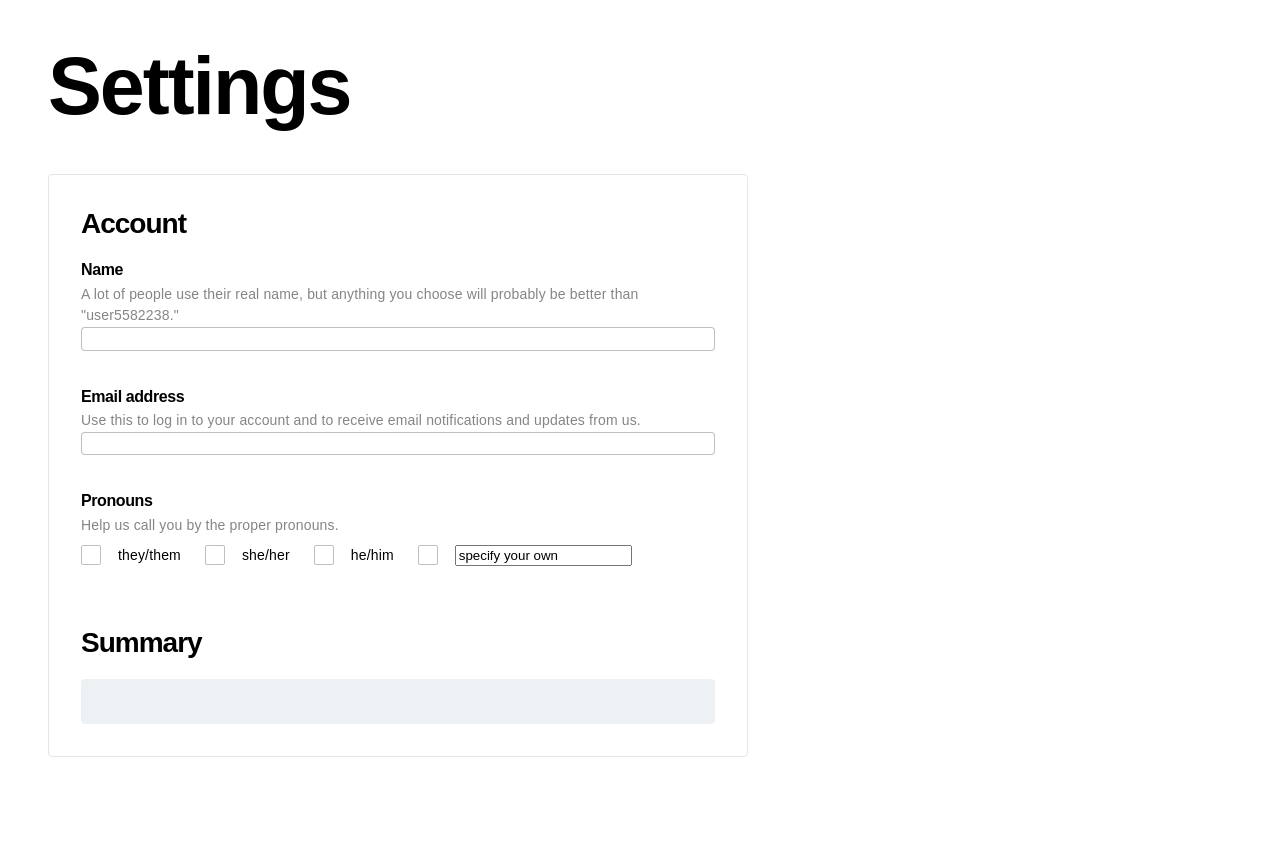 Settings
Account
Name
A lot of people use their real name, but anything you choose will probably be better than
"user5582238."
Email address
Use this to log in to your account and to receive email notifications and updates from us.
Pronouns
Help us call you by the proper pronouns.
they/them she/her he/him specify your own
Summary